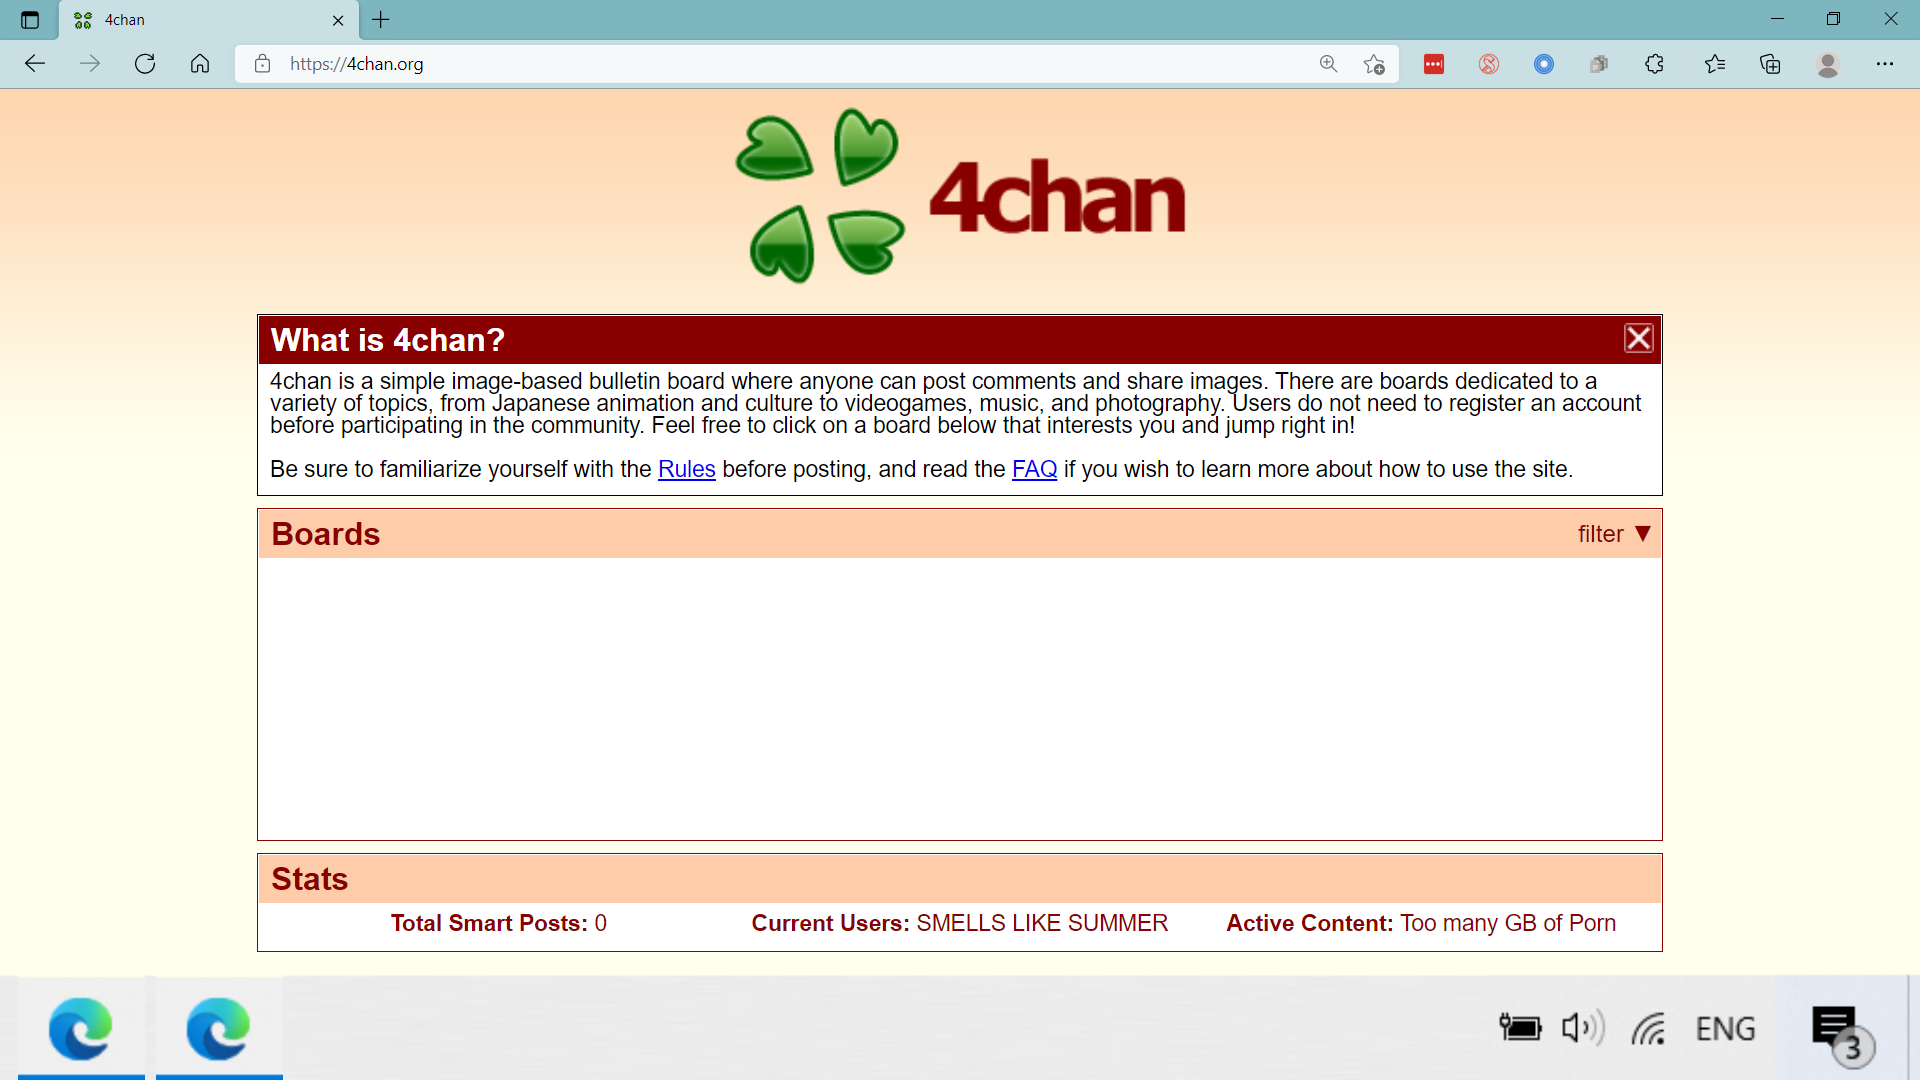 4chan
https://4chan.org
4chan
What is 4chan?
4chan is a simple image-based bulletin board where anyone can post comments and share images. There are boards dedicated to a
variety of topics, from Japanese animation and culture to videogames, music, and photography. Users do not need to register an account
before participating in the community. Feel free to click on a board below that interests you and jump right in!
Be sure to familiarize yourself with the Rules before posting, and read the FAQ if you wish to learn more about how to use the site.
Boards
filter ▼
Stats
Total Smart Posts: 0
Current Users: SMELLS LIKE SUMMER
Active Content: Too many GB of Porn
ENG
3